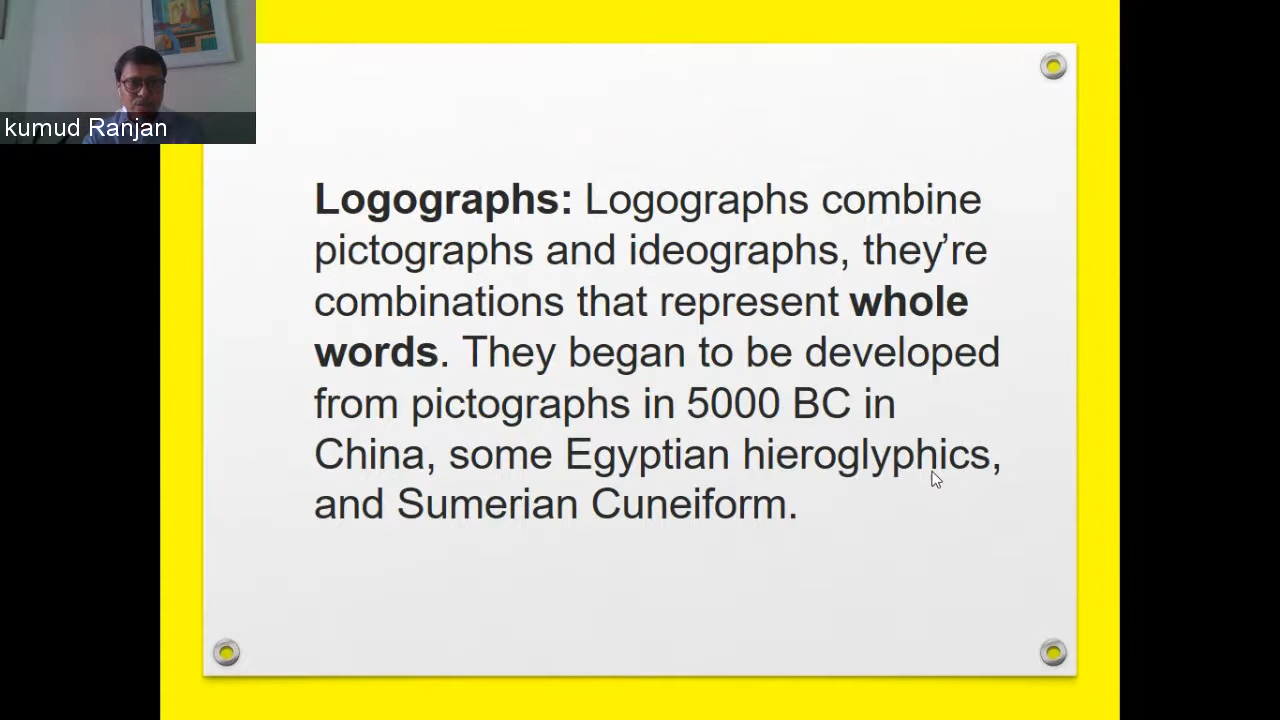 kumud Ranjan
Logographs: Logographs combine
pictographs and ideographs, they’re
combinations that represent whole
words. They began to be developed
from pictographs in 5000 BC in
China, some Egyptian hieroglyphics,
and Sumerian Cuneiform.